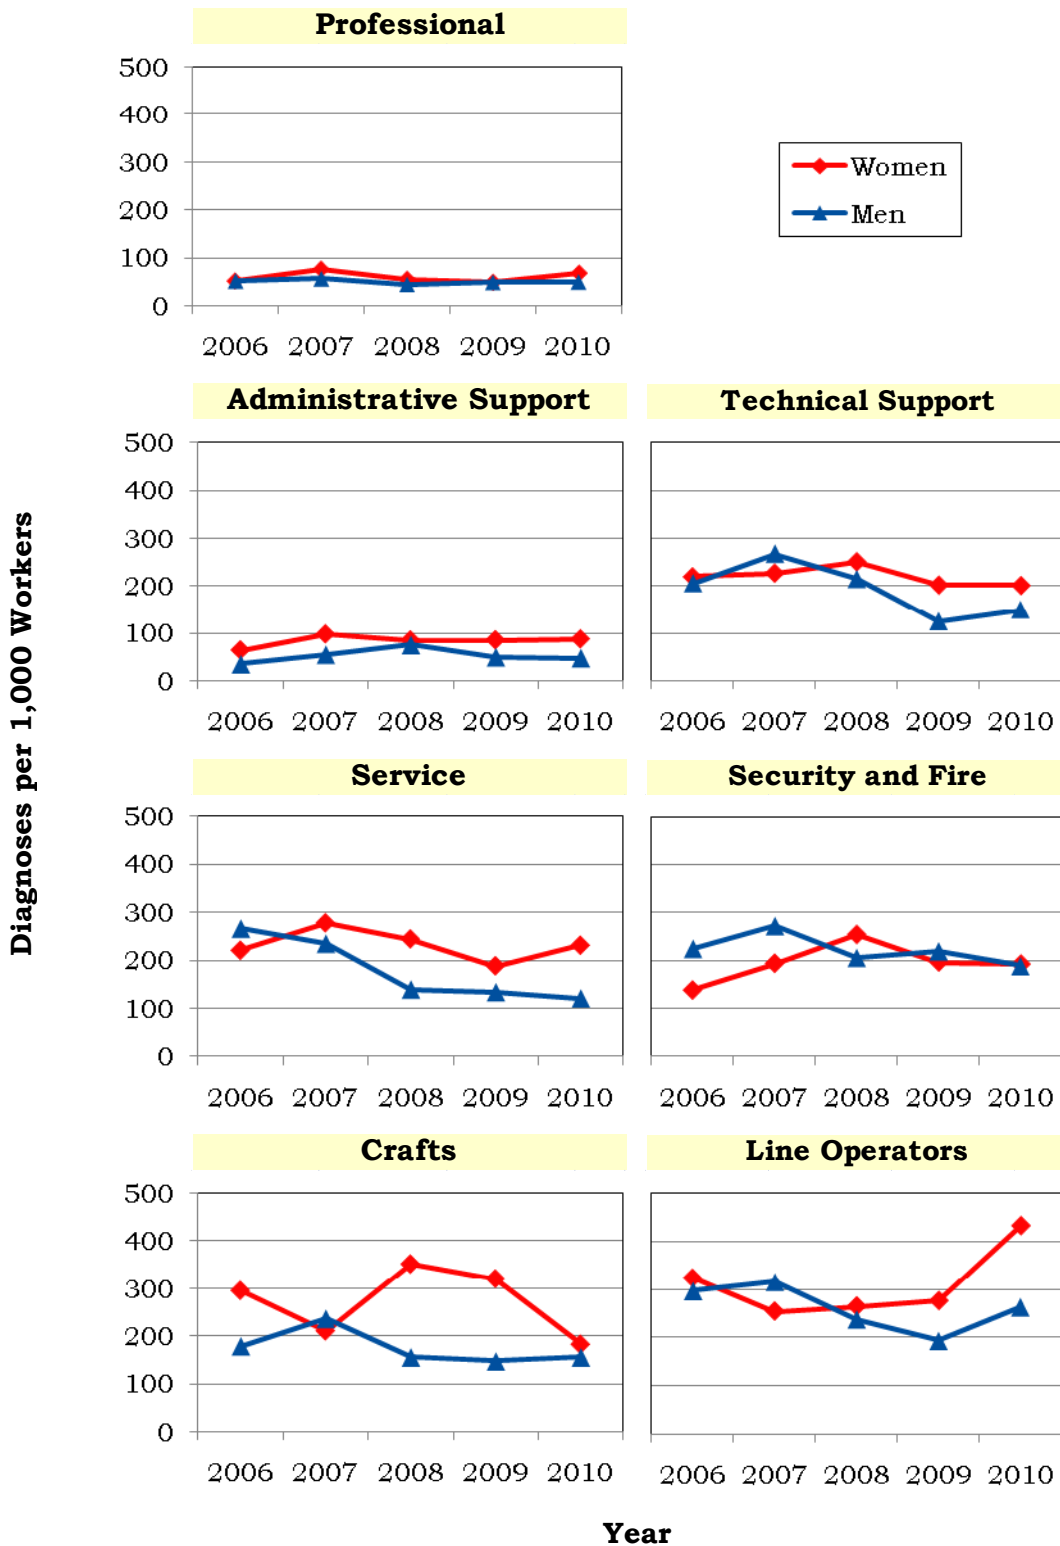 Professional
500
400
300
200
100
0
2006 2007 2008 2009 2010
Women
Men
Administrative Support
500
400
300
200
100
0
2006 2007 2008 2009 2010
Technical Support
2006 2007 2008 2009 2010
Diagnoses per 1,000 Workers
Service
500
400
300
200
100
0
2006 2007 2008 2009 2010
Security and Fire
2006 2007 2008 2009 2010
Crafts
500
400
300
200
100
0
2006 2007 2008 2009 2010
Line Operators
2006 2007 2008 2009 2010
Year